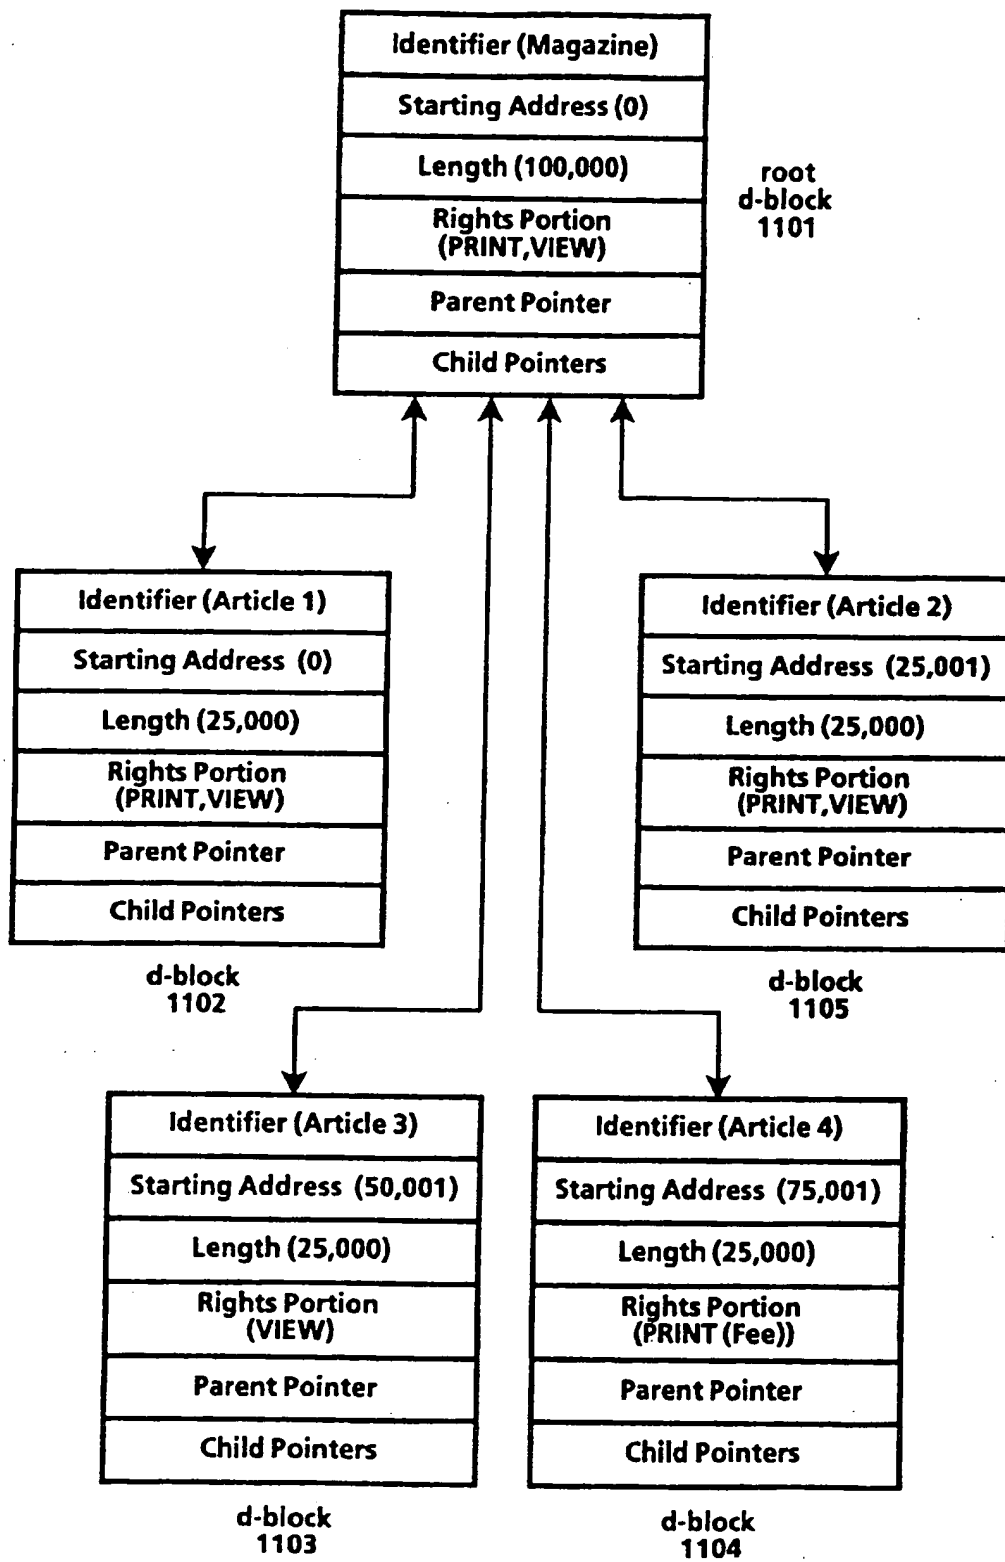 Identifier (Magazine)
Starting Address (0)
Length (100,000)
Rights Portion
(PRINT,VIEW)
Parent Pointer
Child Pointers
root
d-block
1101
Identifier (Article 1)
Starting Address (0)
Length (25,000)
Rights Portion
(PRINT,VIEW)
Parent Pointer
Child Pointers
d-block
1102
Identifier (Article 2)
Starting Address (25,001)
Length (25,000)
Rights Portion
(PRINT,VIEW)
Parent Pointer
Child Pointers
d-block
1105
Identifier (Article 3)
Starting Address (50,001)
Length (25,000)
Rights Portion
(VIEW)
Parent Pointer
Child Pointers
d-block
1103
Identifier (Article 4)
Starting Address (75,001)
Length (25,000)
Rights Portion
(PRINT (Fee))
Parent Pointer
Child Pointers
d-block
1104